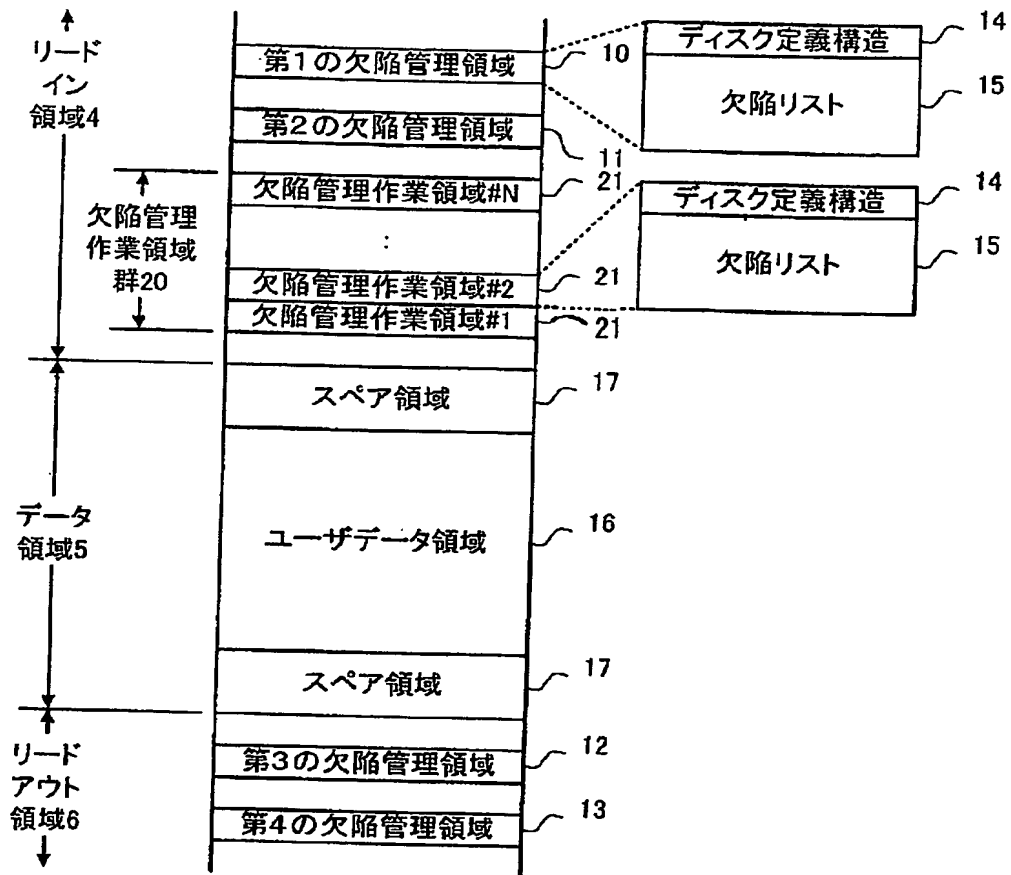 リード
イン
領域4
第1の欠陥管理領域
10
ディスク定義構造
14
欠陥リスト
15
第2の欠陥管理領域
11
欠陥管理
作業領域
群20
欠陥管理作業領域#N
21
:
欠陥管理作業領域#2
21
欠陥管理作業領域#1
21
ディスク定義構造
14
欠陥リスト
15
データ
領域5
スペア領域
17
ユーザデータ領域
16
スペア領域
17
リード
アウト
領域6
第3の欠陥管理領域
12
第4の欠陥管理領域
13